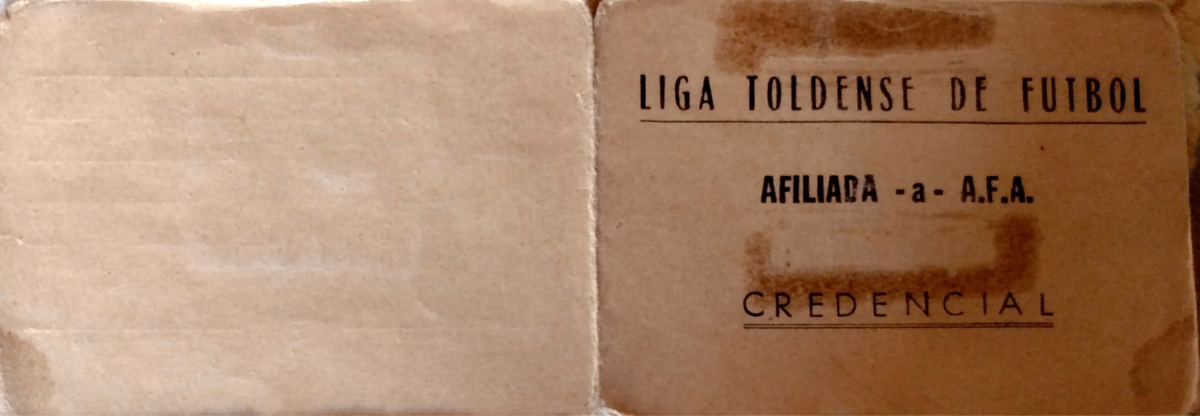 LIGA TOLDENSE DE FUTBOL
AFILIADA -a- A.F.A.
CREDENCIAL